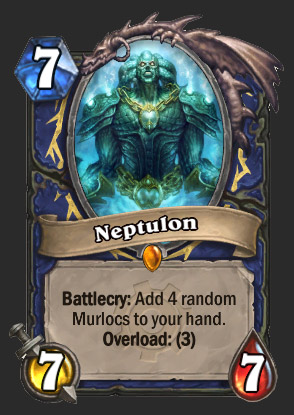 7
Neptulon
Battlecry: Add 4 random
Murlocs to your hand.
Overload: (3)
7
7